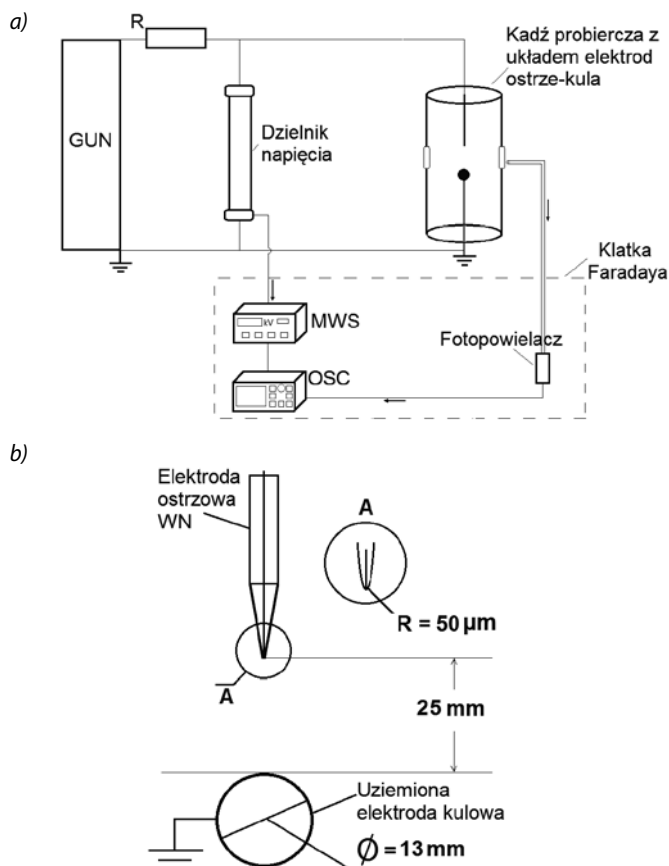 a)
R
GUN
Dzielnik
napięcia
Kadź probiercza z
układem elektrod
ostrze-kula
Klatka
Faradaya
kV
MWS
Fotopowielacz
OSC
b)
Elektroda
ostrzowa
WN
A
R = 50 µm
A
25 mm
Uziemiona
elektroda kulowa
Ø = 13 mm